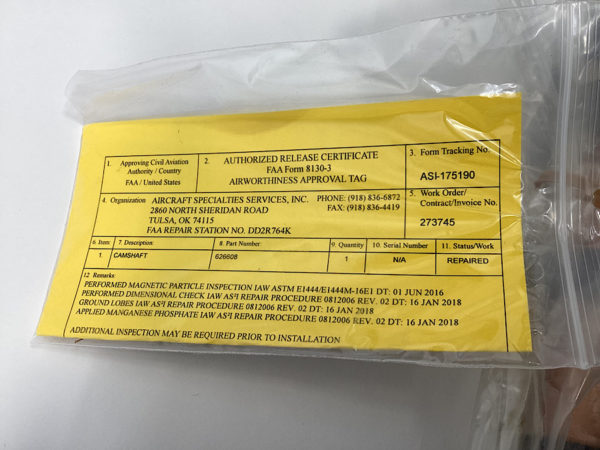 1. Approving Civil Aviation Authority / Country
FAA / United States
2. AUTHORIZED RELEASE CERTIFICATE
FAA Form 8130-3
AIRWORTHINESS APPROVAL TAG
3. Form Tracking No.
ASI-175190
4. Organization AIRCRAFT SPECIALTIES SERVICES, INC. PHONE: (918) 836-6872
2860 NORTH SHERIDAN ROAD FAX: (918) 836-4419
TULSA, OK 74115
FAA REPAIR STATION NO. DD2R764K
5. Work Order/
Contract/Invoice No.
273745
6. Item 7. Description 8. Part Number 9. Quantity 10. Serial Number 11. Status/Work
1 CAMSHAFT 626608 1 N/A REPAIRED
12. Remarks
PERFORMED MAGNETIC PARTICLE INSPECTION IAW ASTM E1444/E1444M-16E1 DT: 01 JUN 2016
PERFORMED DIMENSIONAL CHECK IAW ASI REPAIR PROCEDURE 0812006 REV. 02 DT: 16 JAN 2018
GROUND LOBES IAW ASI REPAIR PROCEDURE 0812006 REV. 02 DT: 16 JAN 2018
APPLIED MANGANESE PHOSPHATE IAW ASI REPAIR PROCEDURE 0812006 REV. 02 DT: 16 JAN 2018
ADDITIONAL INSPECTION MAY BE REQUIRED PRIOR TO INSTALLATION